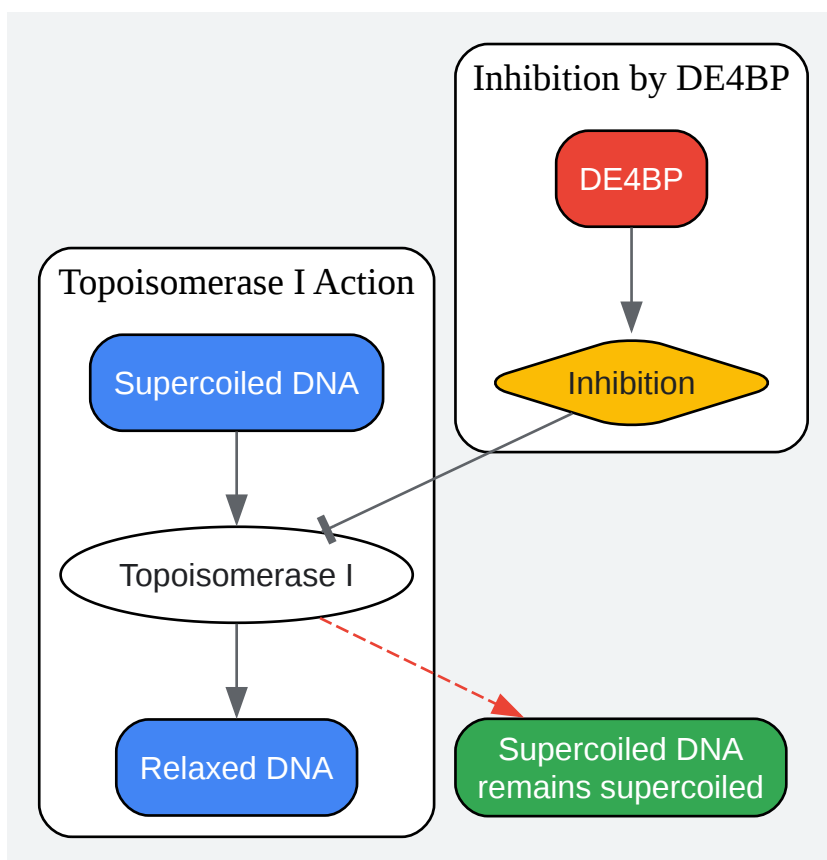 Inhibition by DE4BP
DE4BP
Inhibition
Topoisomerase I Action
Supercoiled DNA
Topoisomerase I
Relaxed DNA
Supercoiled DNA
remains supercoiled